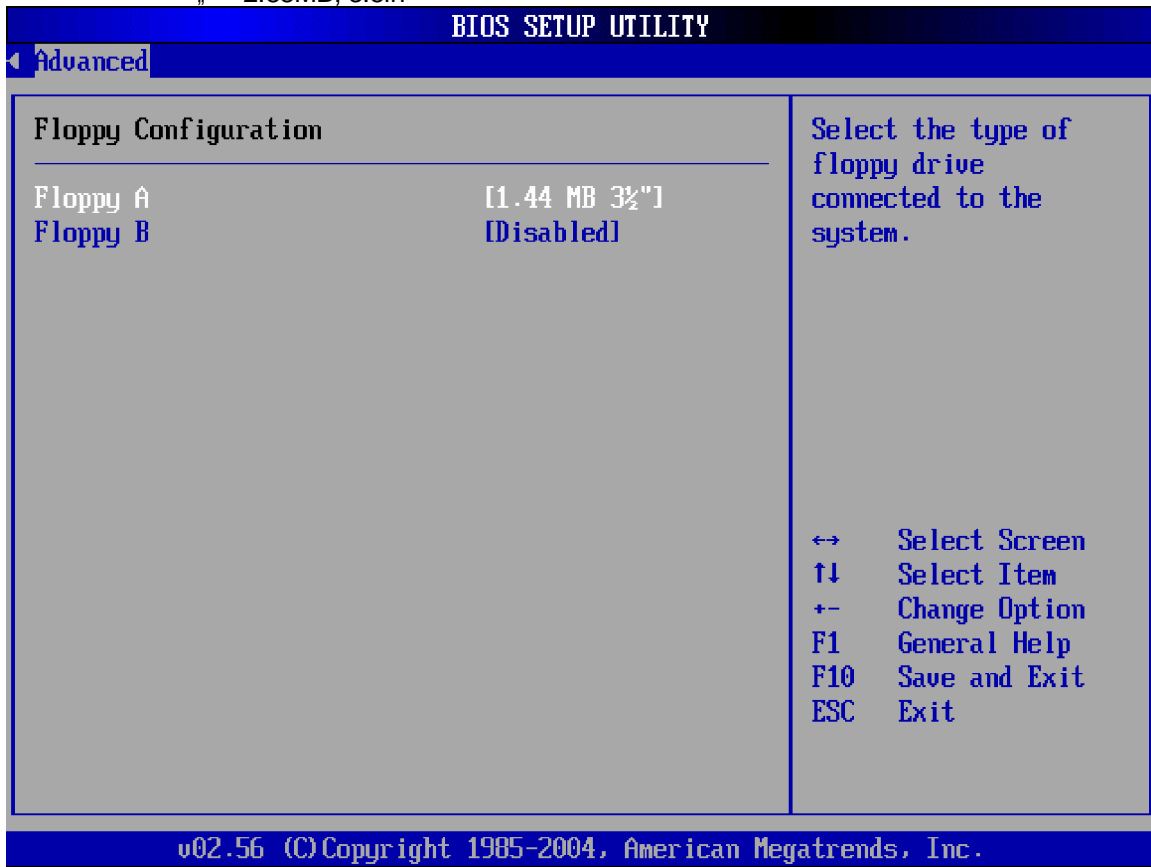 BIOS SETUP UTILITY
Advanced
Floppy Configuration
Floppy A [1.44 MB 3½"]
Floppy B [Disabled]
Select the type of
floppy drive
connected to the
system.
←→ Select Screen
↑↓ Select Item
+- Change Option
F1 General Help
F10 Save and Exit
ESC Exit
v02.56 (C)Copyright 1985-2004, American Megatrends, Inc.